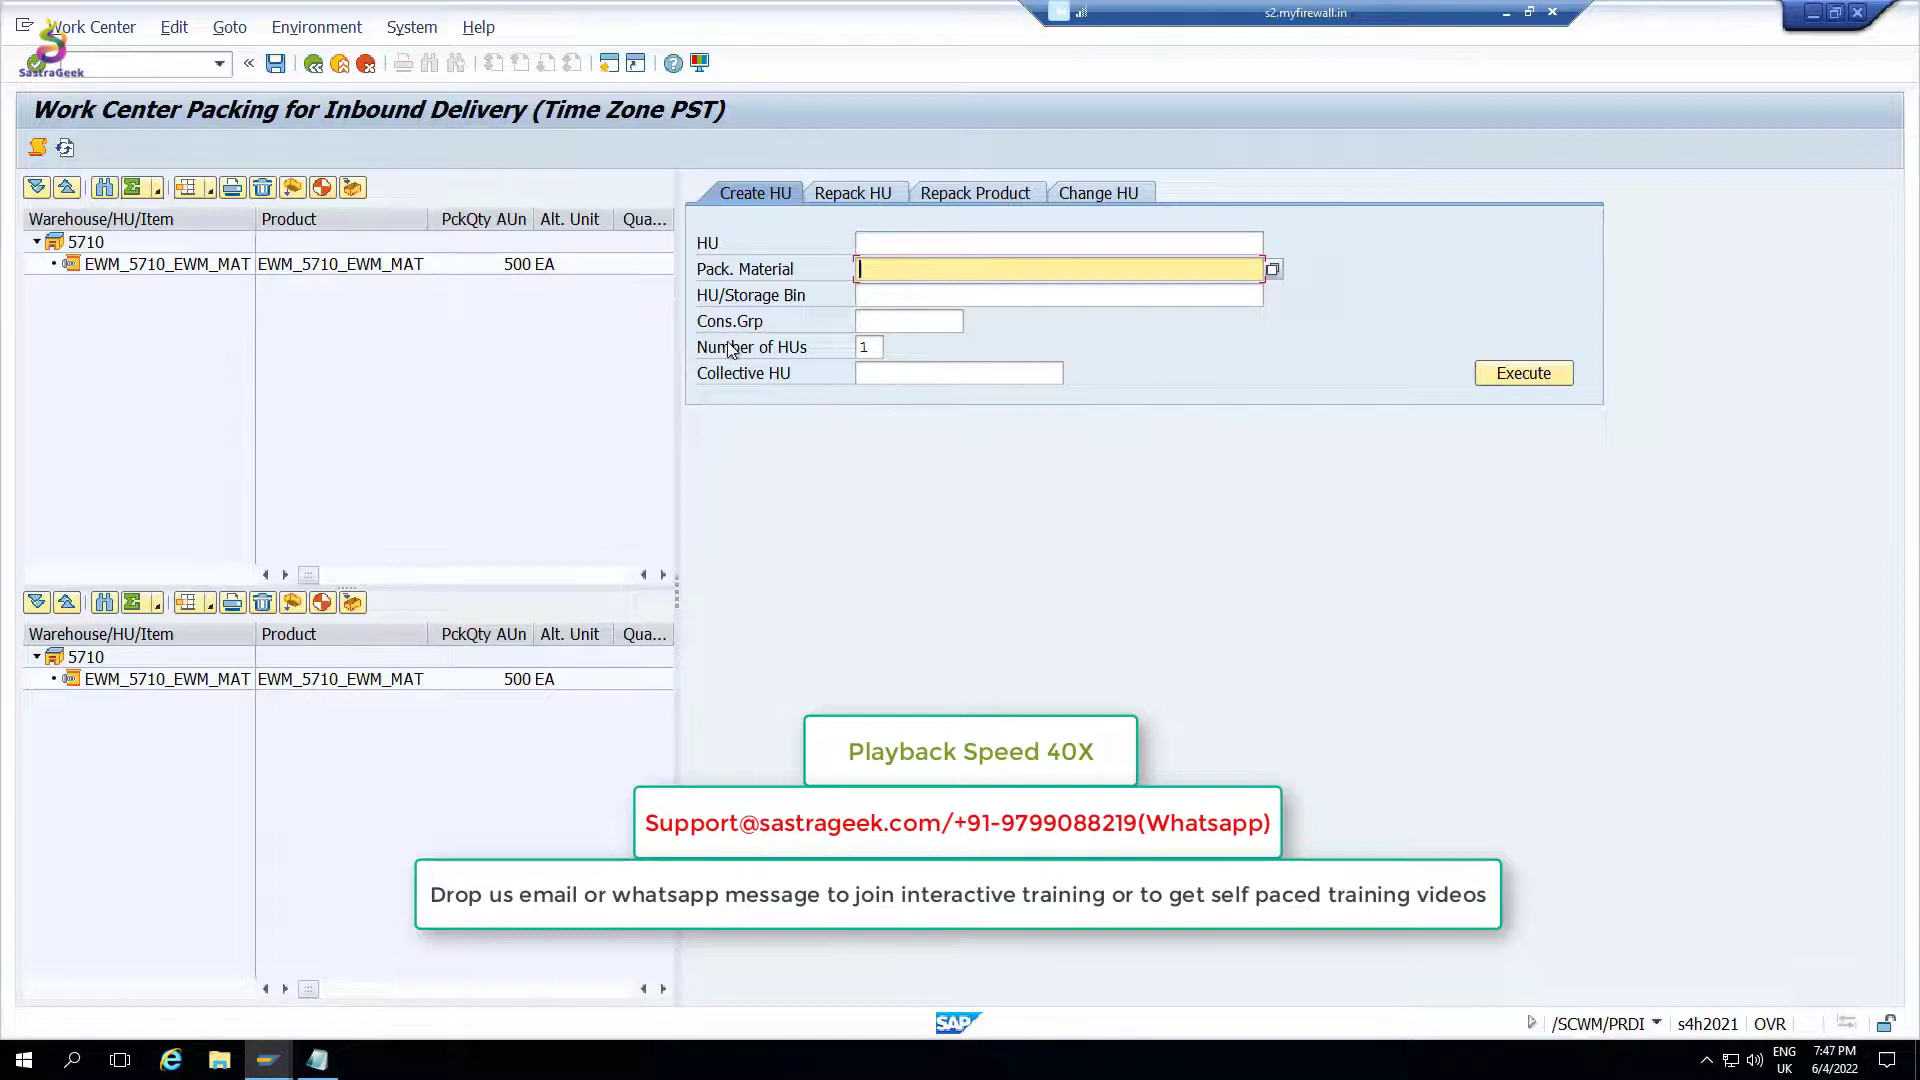 Work Center Edit Goto Environment System Help
s2.myfirewall.in
SastraGeek
Work Center Packing for Inbound Delivery (Time Zone PST)
Warehouse/HU/Item Product PckQty AUn Alt. Unit Qua...
5710
EWM_5710_EWM_MAT EWM_5710_EWM_MAT 500 EA
Create HU Repack HU Repack Product Change HU
HU
Pack. Material
HU/Storage Bin
Cons.Grp
Number of HUs 1
Collective HU
Execute
Warehouse/HU/Item Product PckQty AUn Alt. Unit Qua...
5710
EWM_5710_EWM_MAT EWM_5710_EWM_MAT 500 EA
Playback Speed 40X
Support@sastrageek.com/+91-9799088219(Whatsapp)
Drop us email or whatsapp message to join interactive training or to get self paced training videos
SAP
/SCWM/PRDI s4h2021 OVR
ENG
UK
7:47 PM
6/4/2022